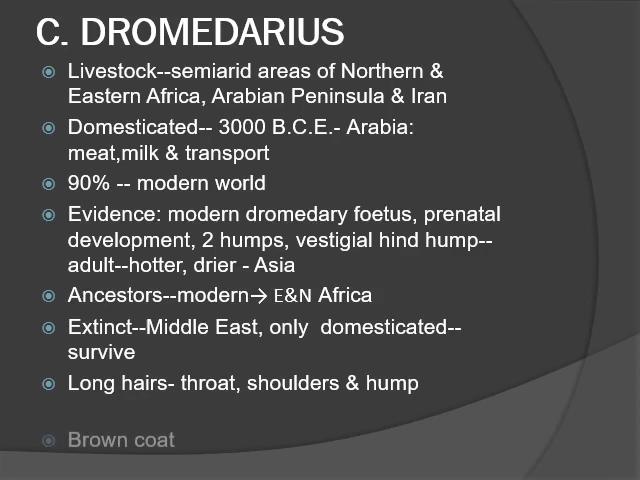 C. DROMEDARIUS
Livestock--semiarid areas of Northern &
Eastern Africa, Arabian Peninsula & Iran
Domesticated-- 3000 B.C.E.- Arabia:
meat,milk & transport
90% -- modern world
Evidence: modern dromedary foetus, prenatal
development, 2 humps, vestigial hind hump--
adult--hotter, drier - Asia
Ancestors--modern→ E&N Africa
Extinct--Middle East, only  domesticated--
survive
Long hairs- throat, shoulders & hump
Brown coat